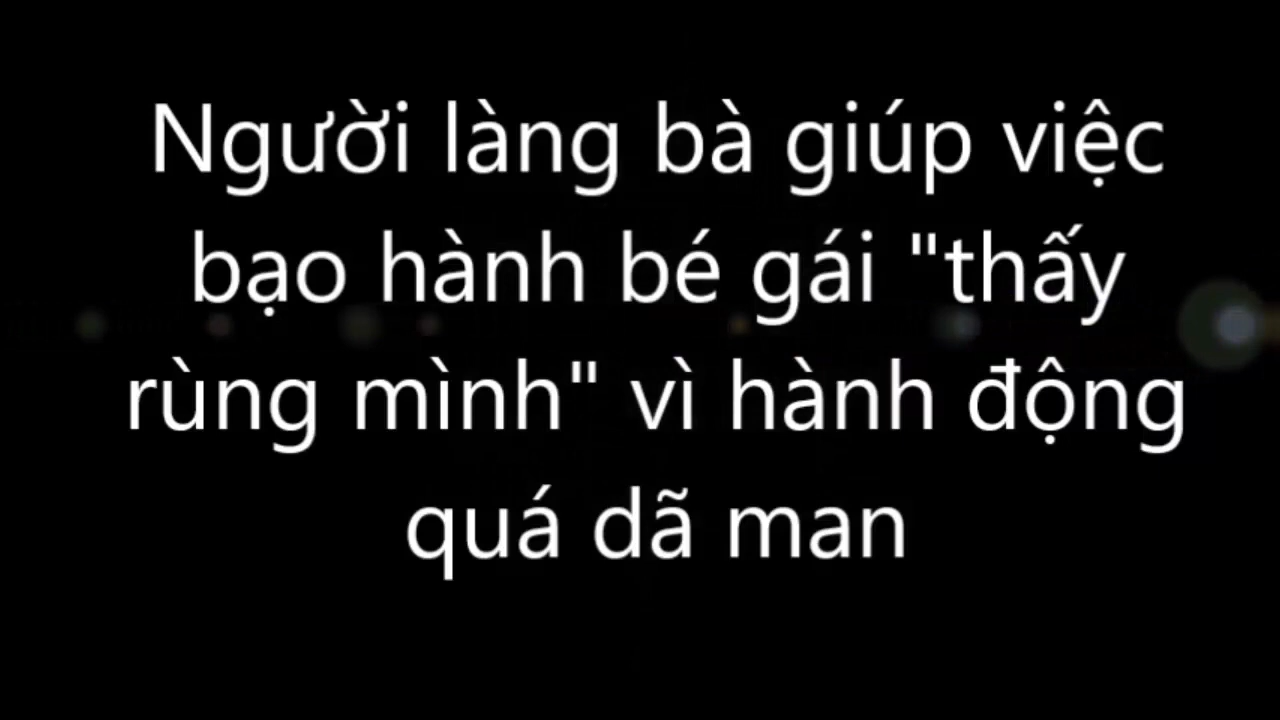 Người làng bà giúp việc
bạo hành bé gái "thấy
rùng mình" vì hành động
quá dã man